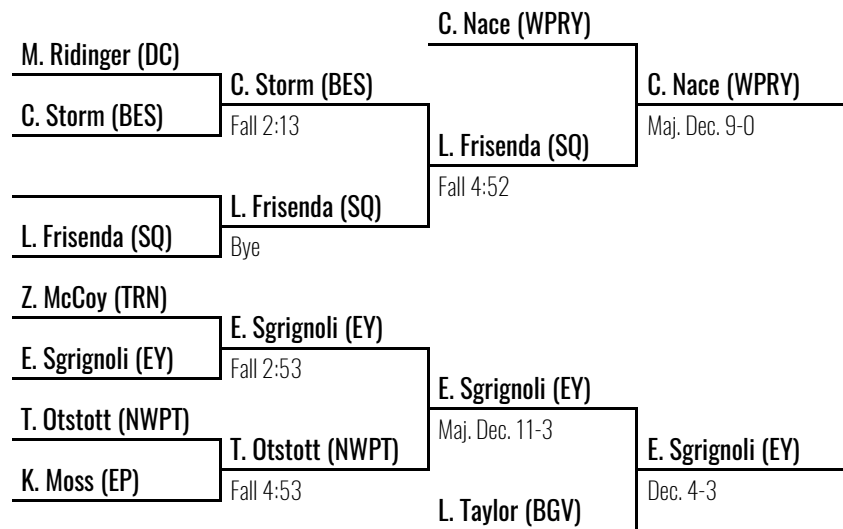 C. Nace (WPRY)
M. Ridinger (DC)
C. Storm (BES)
C. Nace (WPRY)
C. Storm (BES)
Fall 2:13
Maj. Dec. 9-0
L. Frisenda (SQ)
Fall 4:52
L. Frisenda (SQ)
L. Frisenda (SQ)
Bye
Z. McCoy (TRN)
E. Sgrignoli (EY)
E. Sgrignoli (EY)
Fall 2:53
E. Sgrignoli (EY)
T. Otstott (NWPT)
Maj. Dec. 11-3
T. Otstott (NWPT)
E. Sgrignoli (EY)
K. Moss (EP)
Fall 4:53
Dec. 4-3
L. Taylor (BGV)